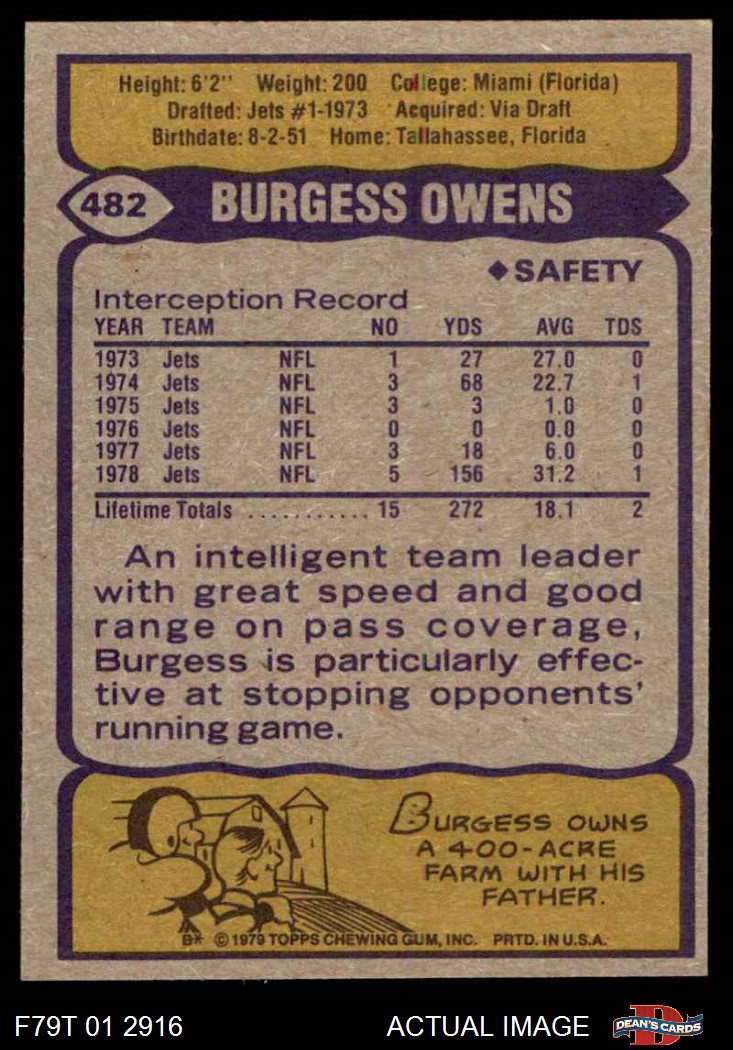 Height: 6'2" Weight: 200 College: Miami (Florida)
Drafted: Jets #1-1973 Acquired: Via Draft
Birthdate: 8-2-51 Home: Tallahassee, Florida
482 BURGESS OWENS
◆SAFETY
Interception Record
YEAR TEAM NO YDS AVG TDS
1973 Jets NFL 1 27 27.0 0
1974 Jets NFL 3 68 22.7 1
1975 Jets NFL 3 3 1.0 0
1976 Jets NFL 0 0 0.0 0
1977 Jets NFL 3 18 6.0 0
1978 Jets NFL 5 156 31.2 1
Lifetime Totals ........... 15 272 18.1 2
An intelligent team leader
with great speed and good
range on pass coverage,
Burgess is particularly effec-
tive at stopping opponents'
running game.
BURGESS OWNS
A 400-ACRE
FARM WITH HIS
FATHER.
B* © 1979 TOPPS CHEWING GUM, INC. PRTD. IN U.S.A.
F79T 01 2916 ACTUAL IMAGE D DEAN'S CARDS